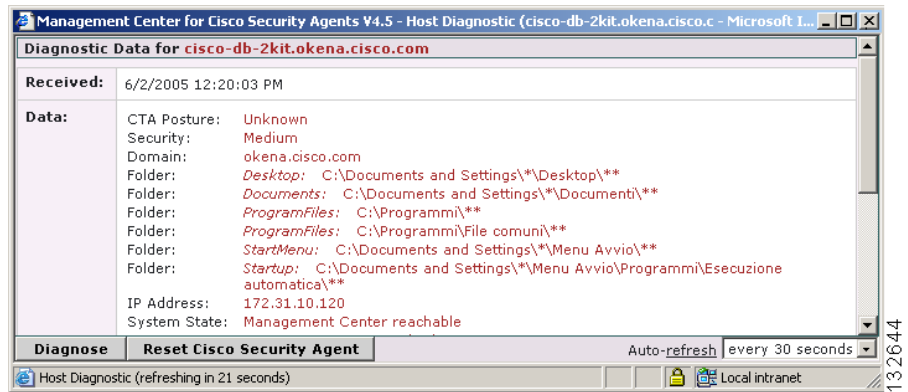 Management Center for Cisco Security Agents V4.5 - Host Diagnostic (cisco-db-2kit.okena.cisco.c - Microsoft I...
Diagnostic Data for cisco-db-2kit.okena.cisco.com
Received: 6/2/2005 12:20:03 PM
Data: CTA Posture: Unknown
Security: Medium
Domain: okena.cisco.com
Folder: Desktop: C:\Documents and Settings\*\Desktop\**
Folder: Documents: C:\Documents and Settings\*\Documenti\**
Folder: ProgramFiles: C:\Programmi\**
Folder: ProgramFiles: C:\Programmi\File comuni\**
Folder: StartMenu: C:\Documents and Settings\*\Menu Avvio\**
Folder: Startup: C:\Documents and Settings\*\Menu Avvio\Programmi\Esecuzione
automatica\**
IP Address: 172.31.10.120
System State: Management Center reachable
Diagnose Reset Cisco Security Agent Auto-refresh every 30 seconds
Host Diagnostic (refreshing in 21 seconds) Local intranet
132644